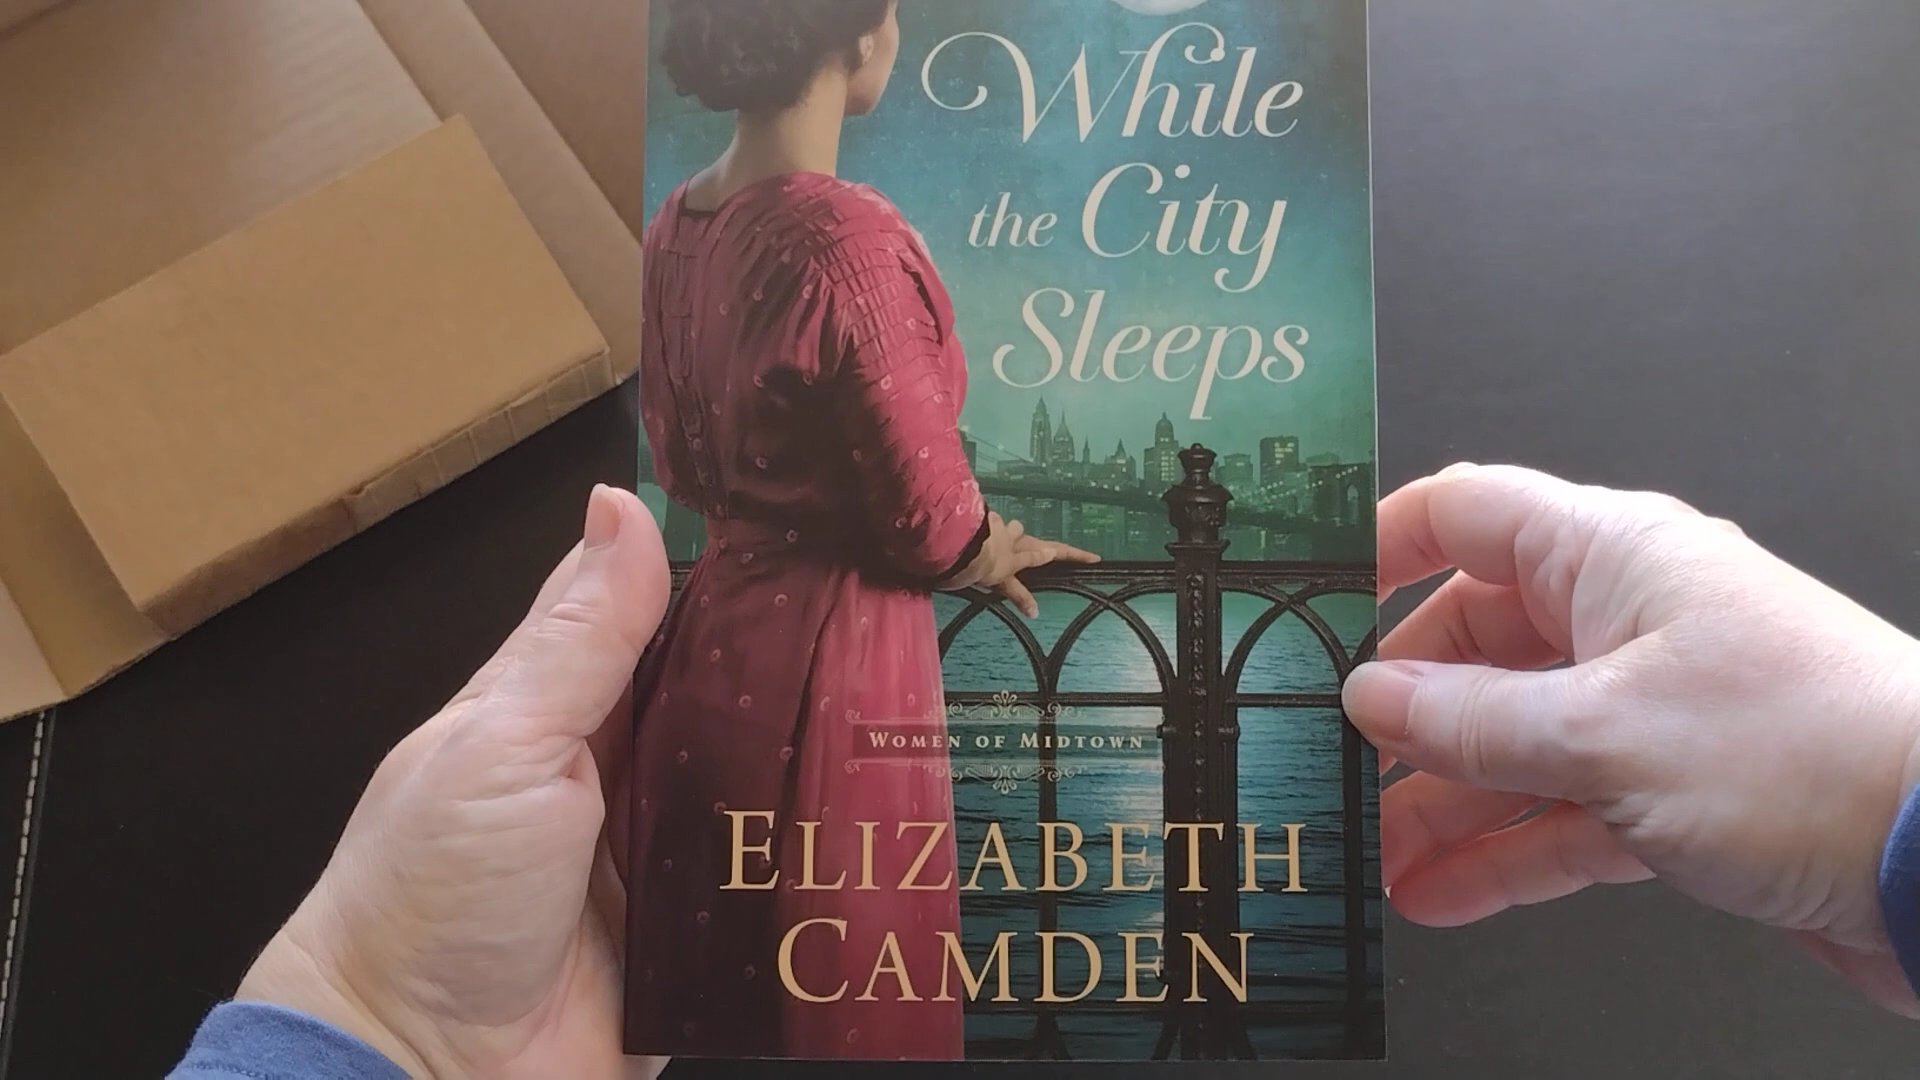 While
the City
Sleeps
WOMEN OF MIDTOWN
ELIZABETH
CAMDEN